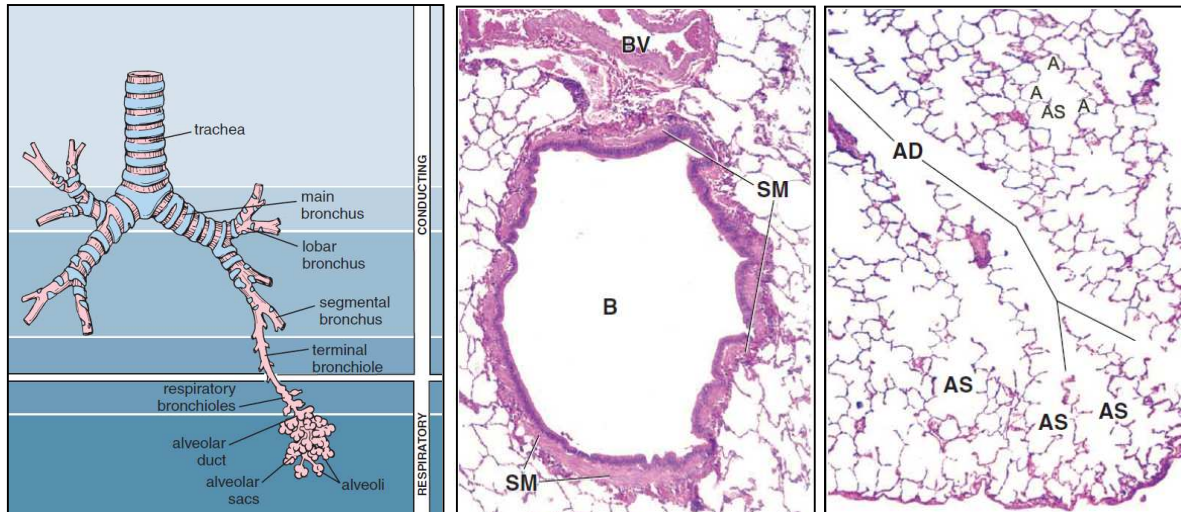 trachea
main
bronchus
lobar
bronchus
segmental
bronchus
terminal
bronchiole
respiratory
bronchioles
alveolar
duct
alveolar
sacs
alveoli
CONDUCTING
RESPIRATORY
BV
SM
B
SM
A
A
AS
A
AD
AS
AS
AS